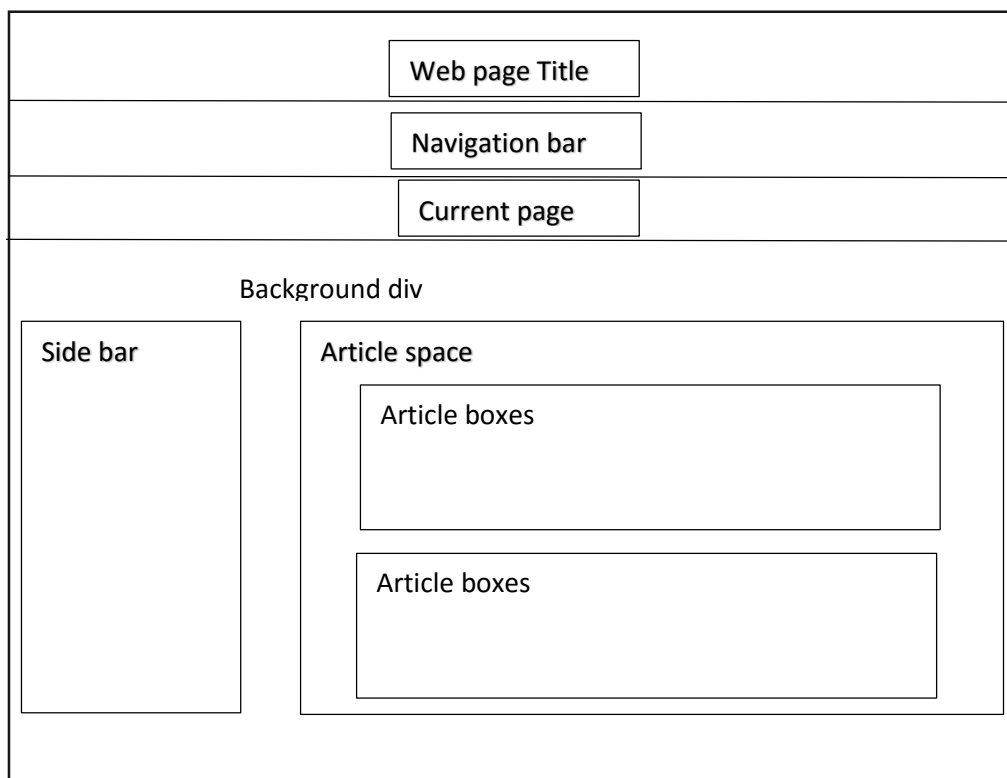 Web page Title
Navigation bar
Current page
Background div
Side bar
Article space
Article boxes
Article boxes